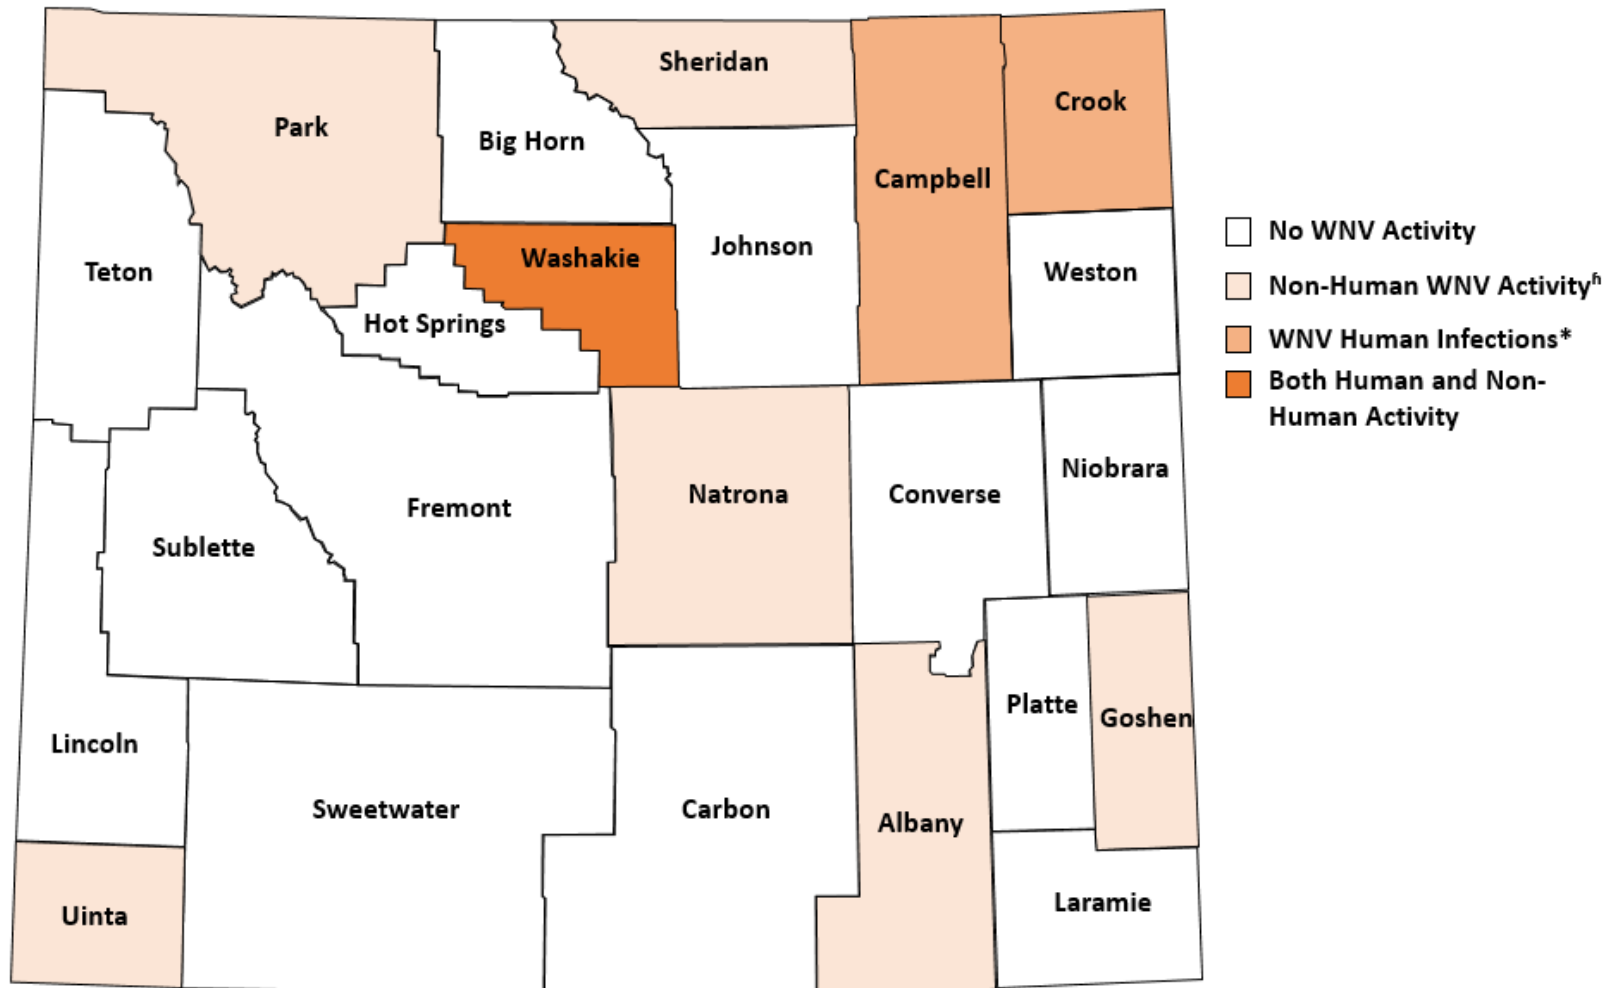 Sheridan
Crook
Park
Big Horn
Campbell
Johnson
Washakie
Teton
Weston
Hot Springs
Niobrara
Natrona
Converse
Fremont
Sublette
Platte
Goshen
Lincoln
Sweetwater
Carbon
Albany
Laramie
Uinta
No WNV Activity
Non-Human WNV Activityʱ
WNV Human Infections*
Both Human and Non-
Human Activity